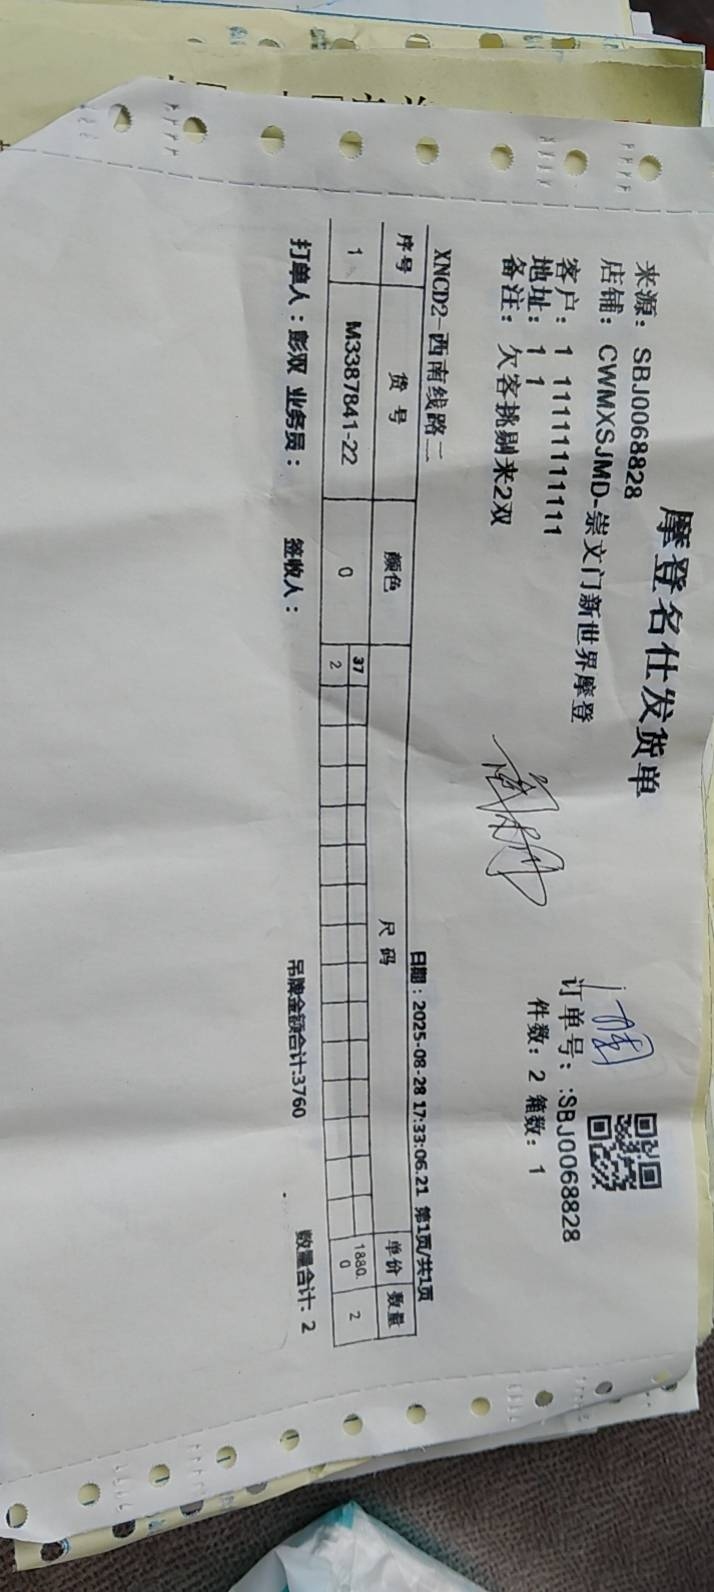 摩登名仕发货单
来源：SBJ0068828
店铺：CWMXSJMD-崇文门新世界摩登
订单号：:SBJ0068828
客户：1 11111111111
件数：2 箱数：1
地址：1 1
备注：欠客挑剔来2双
XNCD2-西南线路二
日期：2025-08-28 17:33:06.21 第1页/共1页
序号 货号 颜色 尺码 单价 数量
37
1 M3387841-22 0 2 1880.0 2
打单人：彭双 业务员： 签收人： 吊牌金额合计:3760 数量合计: 2